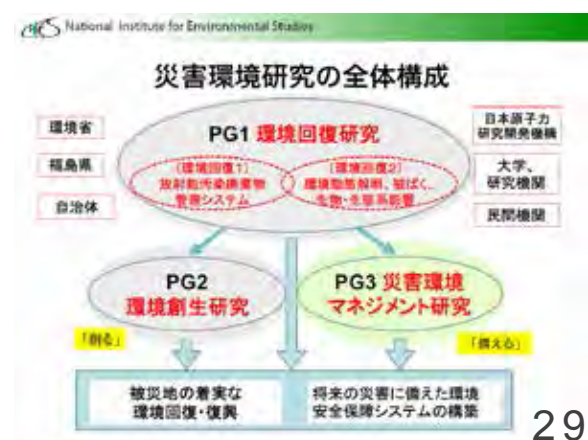 National Institute for Environmental Studies
災害環境研究の全体構成
環境省
福島県
自治体
PG1 環境回復研究
(環境回復1)
放射能汚染廃棄物
管理システム
(環境回復2)
環境動態解明、被ばく、
生物・生態系影響
日本原子力
研究開発機構
大学、
研究機関
民間機関
PG2
環境創生研究
PG3 災害環境
マネジメント研究
「創る」
「備える」
被災地の着実な
環境回復・復興
将来の災害に備えた環境
安全保障システムの構築
29